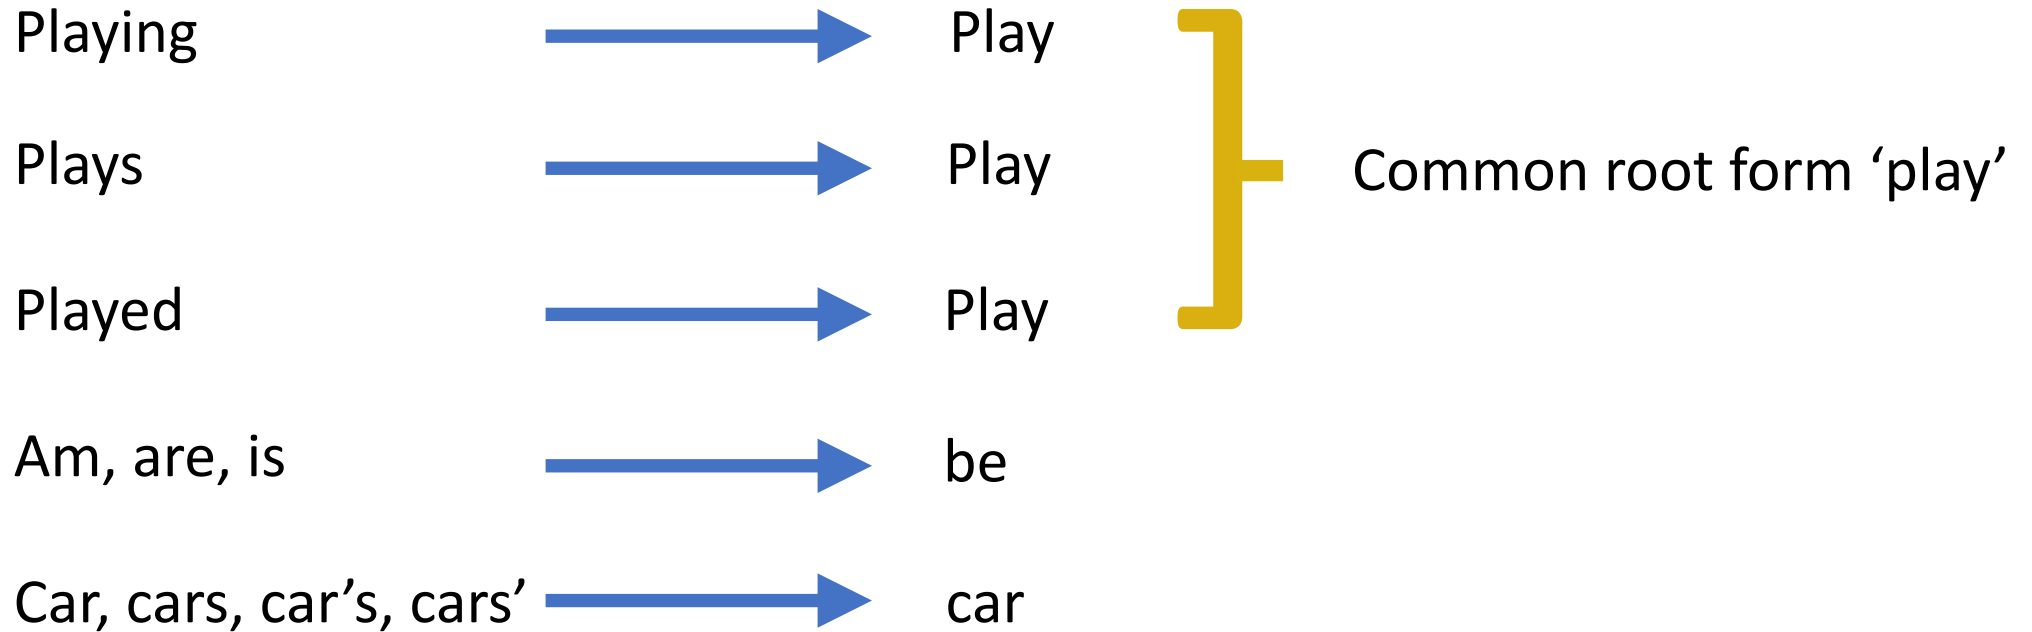 Playing Play
Plays Play Common root form ‘play’
Played Play
Am, are, is be
Car, cars, car’s, cars’ car